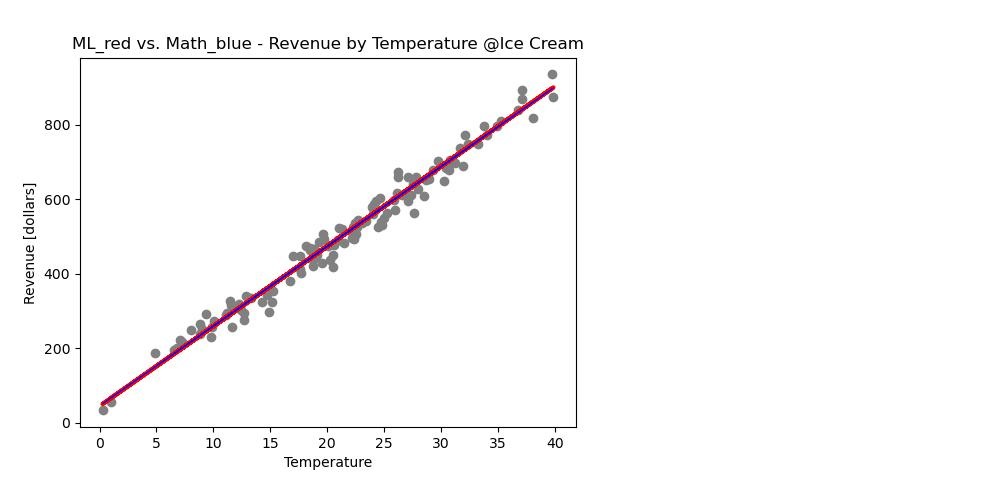 ML_red vs. Math_blue - Revenue by Temperature @Ice Cream
800
600
400
200
0
Revenue [dollars]
0 5 10 15 20 25 30 35 40
Temperature